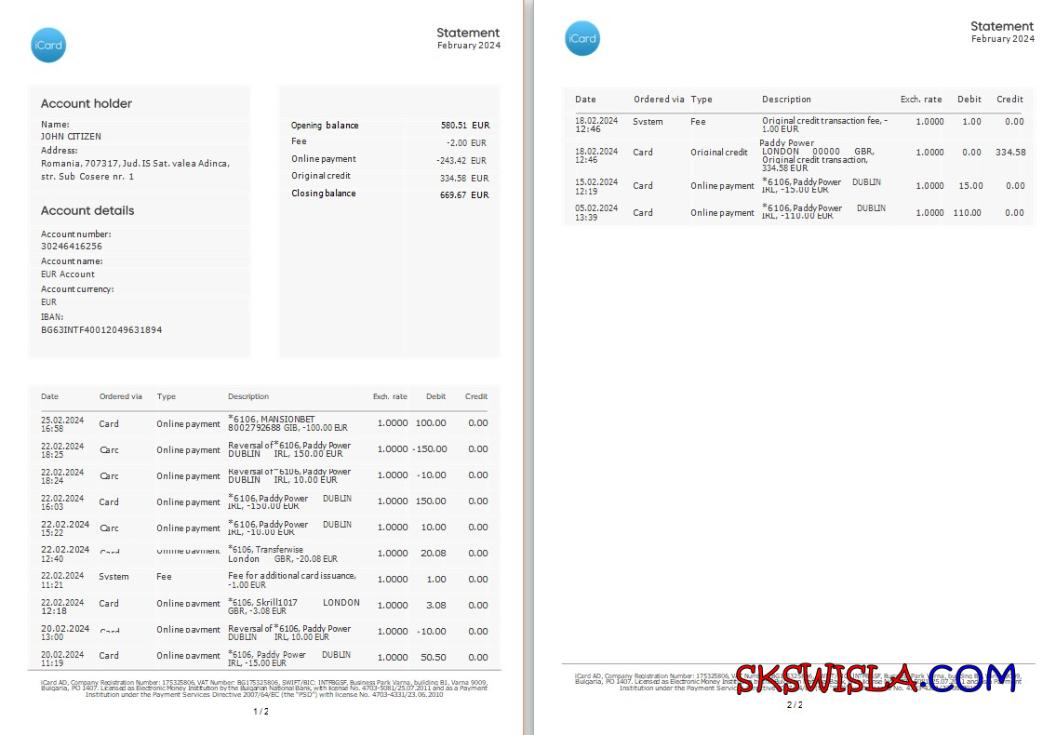 iCard
Statement
February 2024
Account holder
Name:
JOHN CITIZEN
Address:
Romania, 707317, Jud.IS Sat. valea Adinca,
str. Sub Cosere nr. 1
Account details
Account number:
30246416256
Account name:
EUR Account
Account currency:
EUR
IBAN:
BG63INTF40012049631894
Opening balance 580.51 EUR
Fee -2.00 EUR
Online payment -243.42 EUR
Original credit 334.58 EUR
Closing balance 669.67 EUR
Date Ordered via Type Description Exch. rate Debit Credit
25.02.2024 Card Online payment *6106, MANSIONBET 1.0000 100.00 0.00
16:58 8002792688 GIB, -100.00 EUR
22.02.2024 Carc Online payment Reversal of *6106, Paddy Power 1.0000 -150.00 0.00
18:25 DUBLIN IRL, 150.00 EUR
22.02.2024 Carc Online payment Reversal of *6106, Paddy Power 1.0000 -10.00 0.00
18:24 DUBLIN IRL, 10.00 EUR
22.02.2024 Card Online payment *6106, Paddy Power DUBLIN 1.0000 150.00 0.00
16:03 IRL, -150.00 EUR
22.02.2024 Carc Online payment *6106, Paddy Power DUBLIN 1.0000 10.00 0.00
15:22 IRL, -10.00 EUR
22.02.2024 Card Online payment *6106, Transferwise 1.0000 20.08 0.00
12:40 London GBR, -20.08 EUR
22.02.2024 System Fee Fee for additional card issuance, 1.0000 1.00 0.00
11:21 -1.00 EUR
22.02.2024 Card Online payment *6106, Skrill1017 LONDON 1.0000 3.08 0.00
12:18 GBR, -3.08 EUR
20.02.2024 Card Online payment Reversal of *6106, Paddy Power 1.0000 -10.00 0.00
13:00 DUBLIN IRL, 10.00 EUR
20.02.2024 Card Online payment *6106, Paddy Power DUBLIN 1.0000 50.50 0.00
11:19 IRL, -15.00 EUR
iCard AD, Company Registration Number: 175325806, VAT Number: BG175325806, SWIFT/BIC: INTFBGSF, Business Park Varna, building B1, Varna 9009,
Bulgaria, PO 1407. Licensed as Electronic Money Institution by the Bulgarian National Bank, with license No. 4703-5081/25.07.2011 and as a Payment
Institution under the Payment Services Directive 2007/64/EC (the "PSD") with license No. 4703-4331/23.06.2010
1/2
iCard
Statement
February 2024
Date Ordered via Type Description Exch. rate Debit Credit
18.02.2024 System Fee Original credit transaction fee, - 1.0000 1.00 0.00
12:46 1.00 EUR
Paddy Power
18.02.2024 Card Original credit LONDON 00000 GBR, 1.0000 0.00 334.58
12:46 Original credit transaction,
334.58 EUR
15.02.2024 Card Online payment *6106, Paddy Power DUBLIN 1.0000 15.00 0.00
12:19 IRL, -15.00 EUR
05.02.2024 Card Online payment *6106, Paddy Power DUBLIN 1.0000 110.00 0.00
13:39 IRL, -110.00 EUR
iCard AD, Company Registration Number: 175325806, VAT
Bulgaria, PO 1407. Licensed as Electronic Money Institution
Institution under the Payment Services Directive
SKSWISLA.COM
2/2